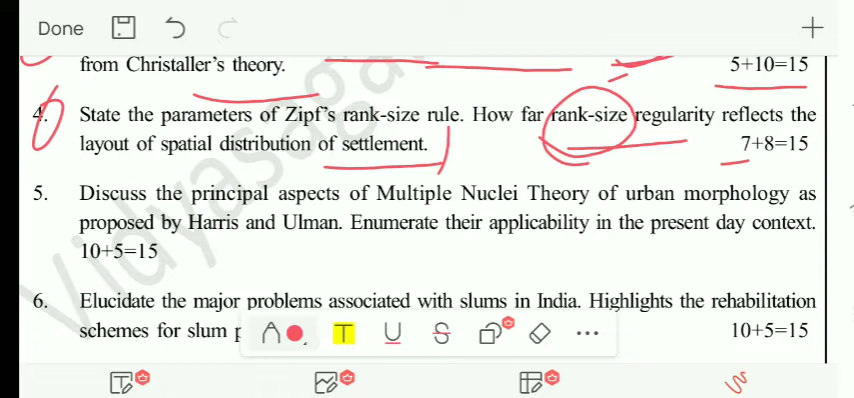 Done
from Christaller's theory. 5+10=15
4. State the parameters of Zipf's rank-size rule. How far rank-size regularity reflects the
layout of spatial distribution of settlement. 7+8=15
5. Discuss the principal aspects of Multiple Nuclei Theory of urban morphology as
proposed by Harris and Ulman. Enumerate their applicability in the present day context.
10+5=15
6. Elucidate the major problems associated with slums in India. Highlights the rehabilitation
schemes for slum 10+5=15
Vidyasaga